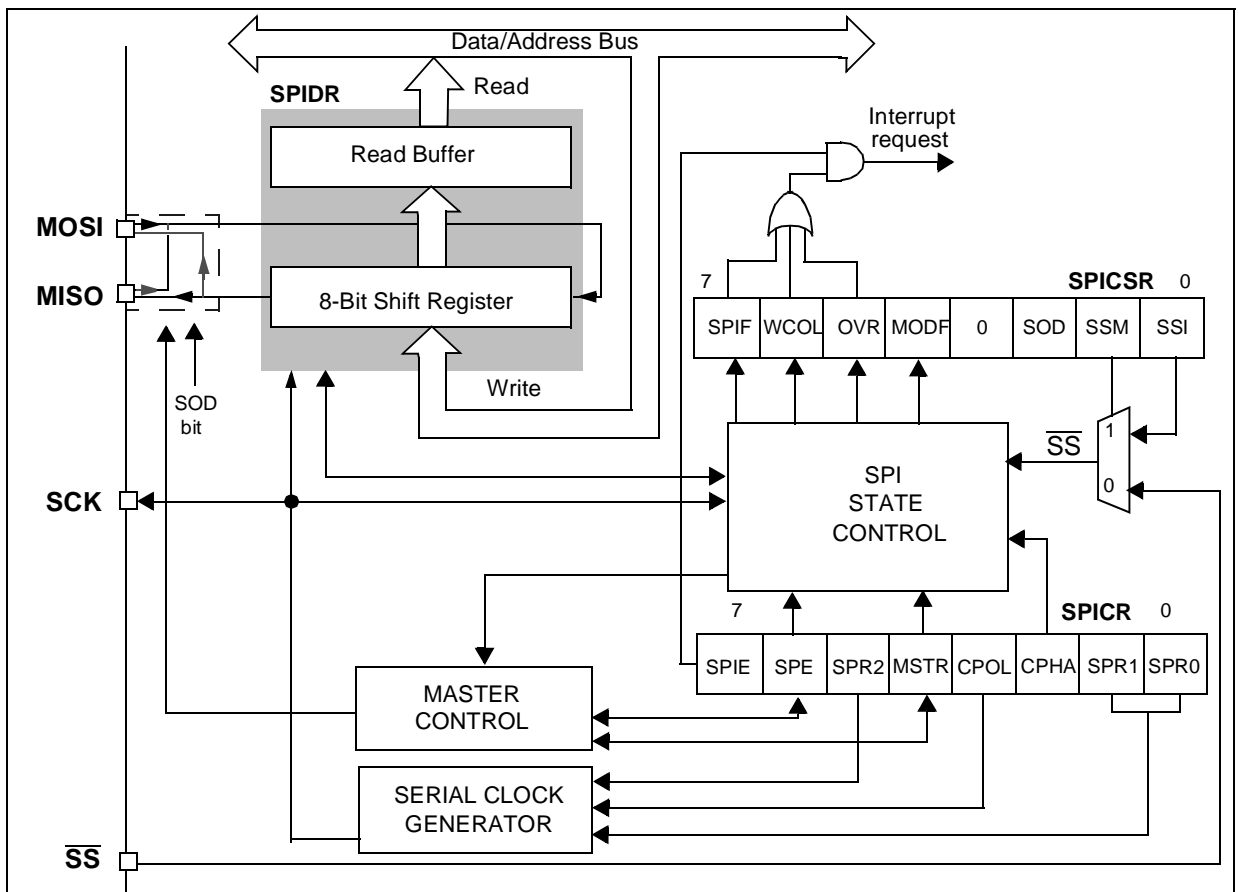 Data/Address Bus
Read
SPIDR
Read Buffer
Interrupt
request
MOSI
MISO
8-Bit Shift Register
7
SPICSR
0
SPIF
WCOL
OVR
MODF
0
SOD
SSM
SSI
Write
SOD
bit
1
SS
0
SCK
SPI
STATE
CONTROL
7
SPICR
0
SPIE
SPE
SPR2
MSTR
CPOL
CPHA
SPR1
SPR0
MASTER
CONTROL
SERIAL CLOCK
GENERATOR
SS